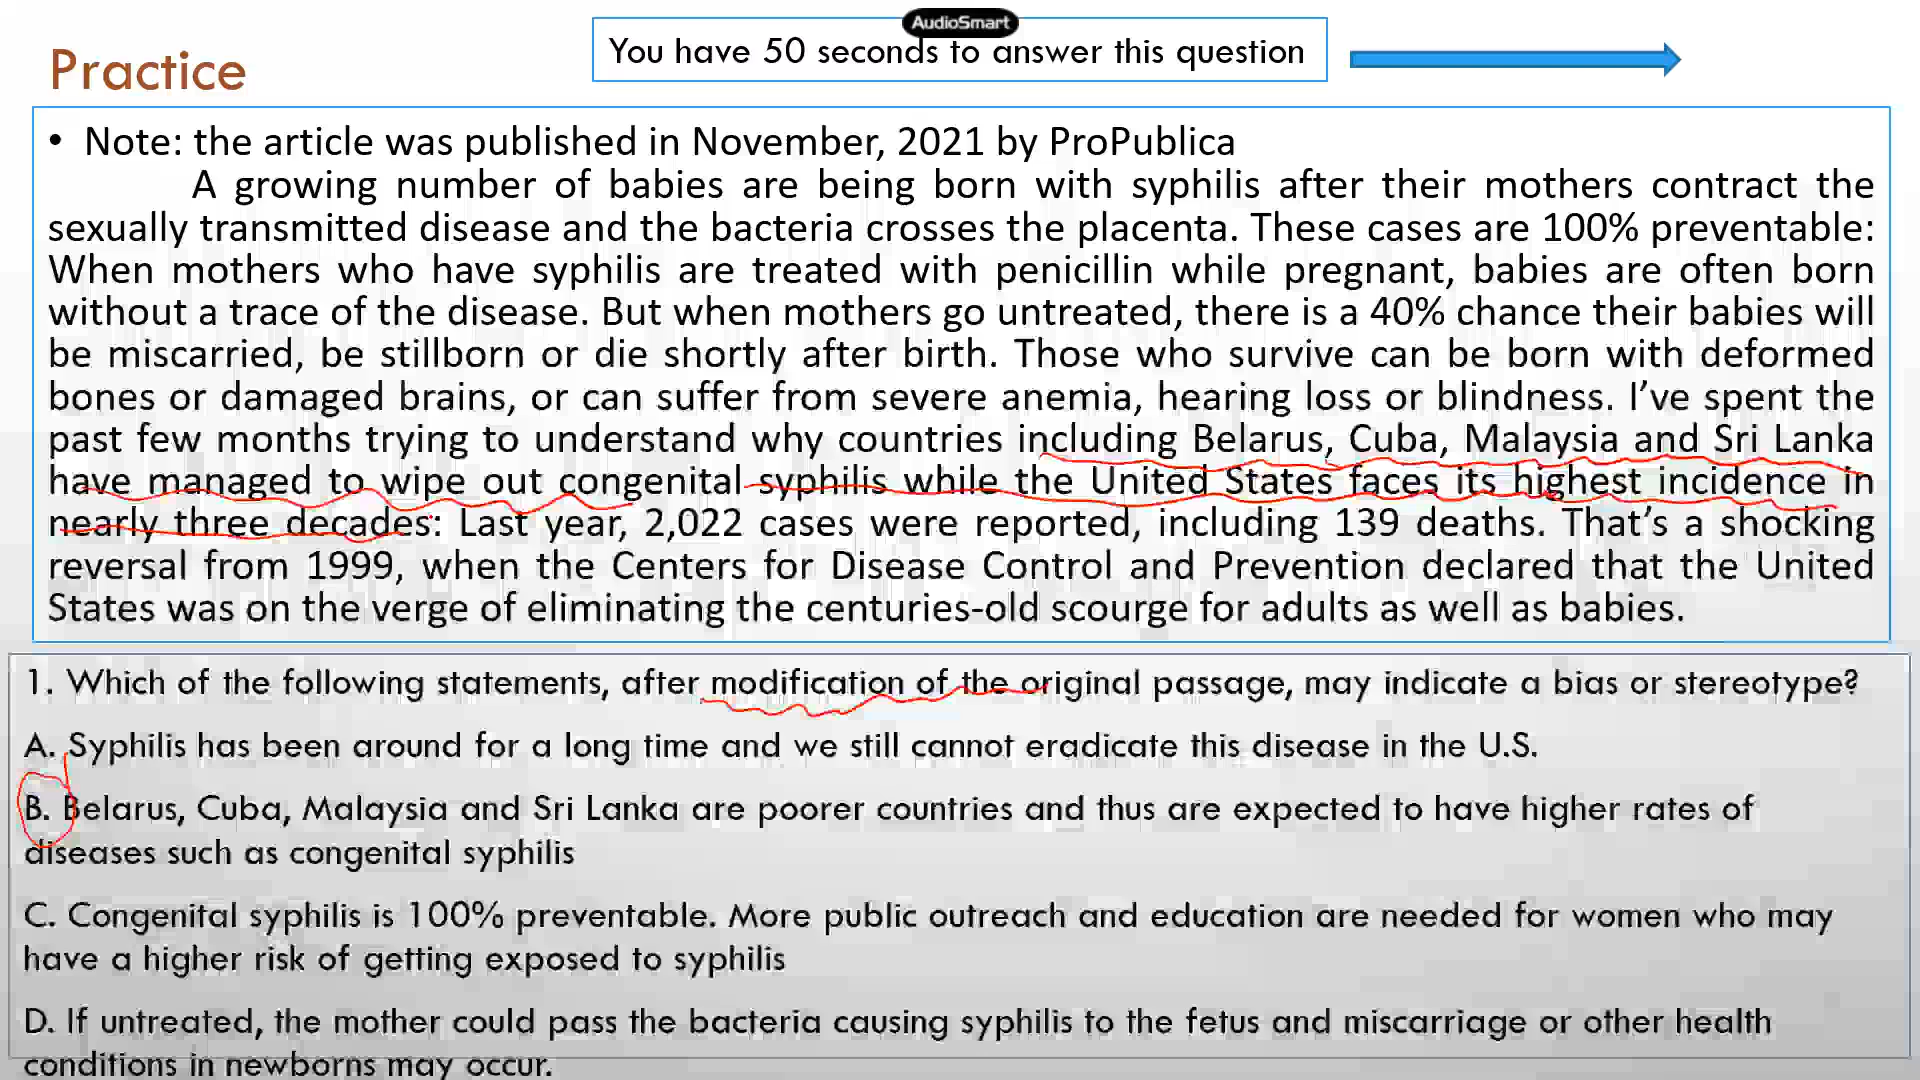 AudioSmart
You have 50 seconds to answer this question
Practice
• Note: the article was published in November, 2021 by ProPublica
A growing number of babies are being born with syphilis after their mothers contract the
sexually transmitted disease and the bacteria crosses the placenta. These cases are 100% preventable:
When mothers who have syphilis are treated with penicillin while pregnant, babies are often born
without a trace of the disease. But when mothers go untreated, there is a 40% chance their babies will
be miscarried, be stillborn or die shortly after birth. Those who survive can be born with deformed
bones or damaged brains, or can suffer from severe anemia, hearing loss or blindness. I’ve spent the
past few months trying to understand why countries including Belarus, Cuba, Malaysia and Sri Lanka
have managed to wipe out congenital syphilis while the United States faces its highest incidence in
nearly three decades: Last year, 2,022 cases were reported, including 139 deaths. That’s a shocking
reversal from 1999, when the Centers for Disease Control and Prevention declared that the United
States was on the verge of eliminating the centuries-old scourge for adults as well as babies.
1. Which of the following statements, after modification of the original passage, may indicate a bias or stereotype?
A. Syphilis has been around for a long time and we still cannot eradicate this disease in the U.S.
B. Belarus, Cuba, Malaysia and Sri Lanka are poorer countries and thus are expected to have higher rates of
diseases such as congenital syphilis
C. Congenital syphilis is 100% preventable. More public outreach and education are needed for women who may
have a higher risk of getting exposed to syphilis
D. If untreated, the mother could pass the bacteria causing syphilis to the fetus and miscarriage or other health
conditions in newborns may occur.